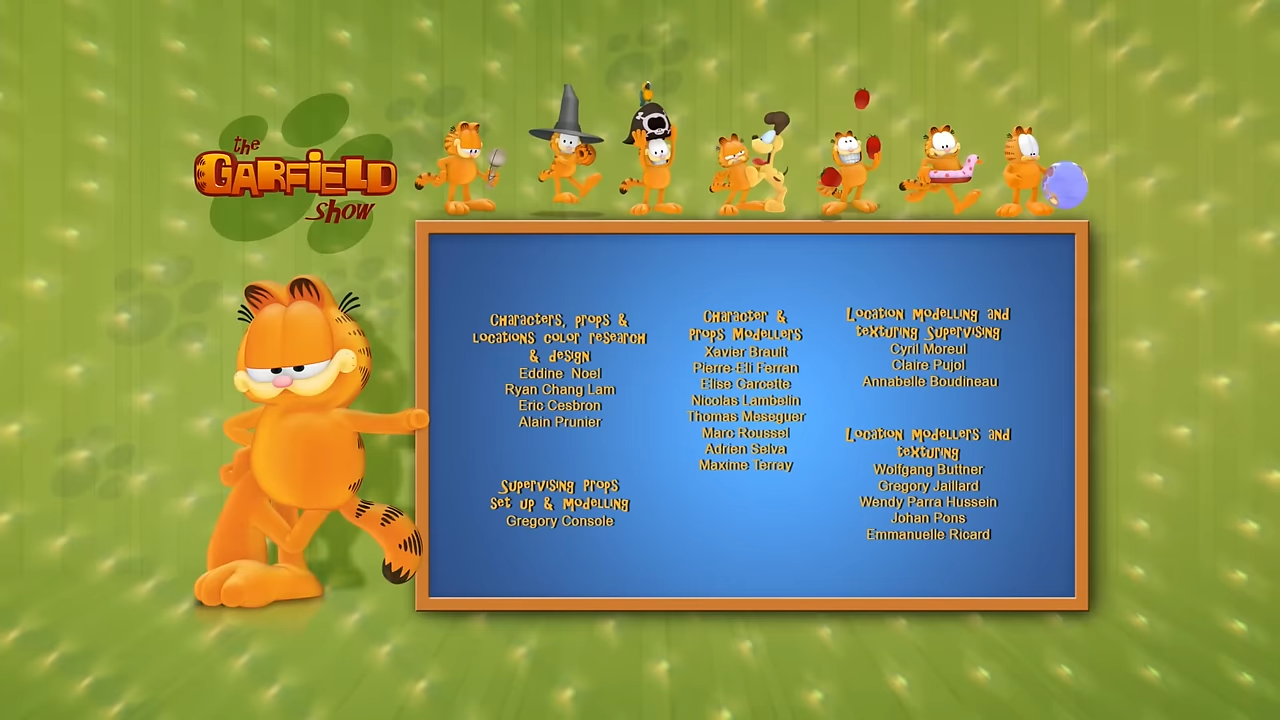 the
GARFIELD
show
Characters, props &
Locations color research
& design
Eddine Noel
Ryan Chang Lam
Eric Cesbron
Alain Prunier
Supervising Props
Set up & Modelling
Gregory Console
Character &
Props Modellers
Xavier Brault
Pierre-Eli Ferran
Elise Garcette
Nicolas Lambelin
Thomas Meseguer
Marc Roussel
Adrien Selva
Maxime Terray
Location Modelling and
texturing Supervising
Cyril Moreul
Claire Pujol
Annabelle Boudineau
Location Modellers and
texturing
Wolfgang Buttner
Gregory Jaillard
Wendy Parra Hussein
Johan Pons
Emmanuelle Ricard